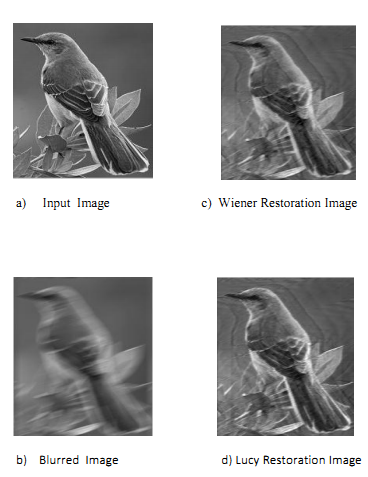 a) Input Image
c) Wiener Restoration Image
b) Blurred Image
d) Lucy Restoration Image